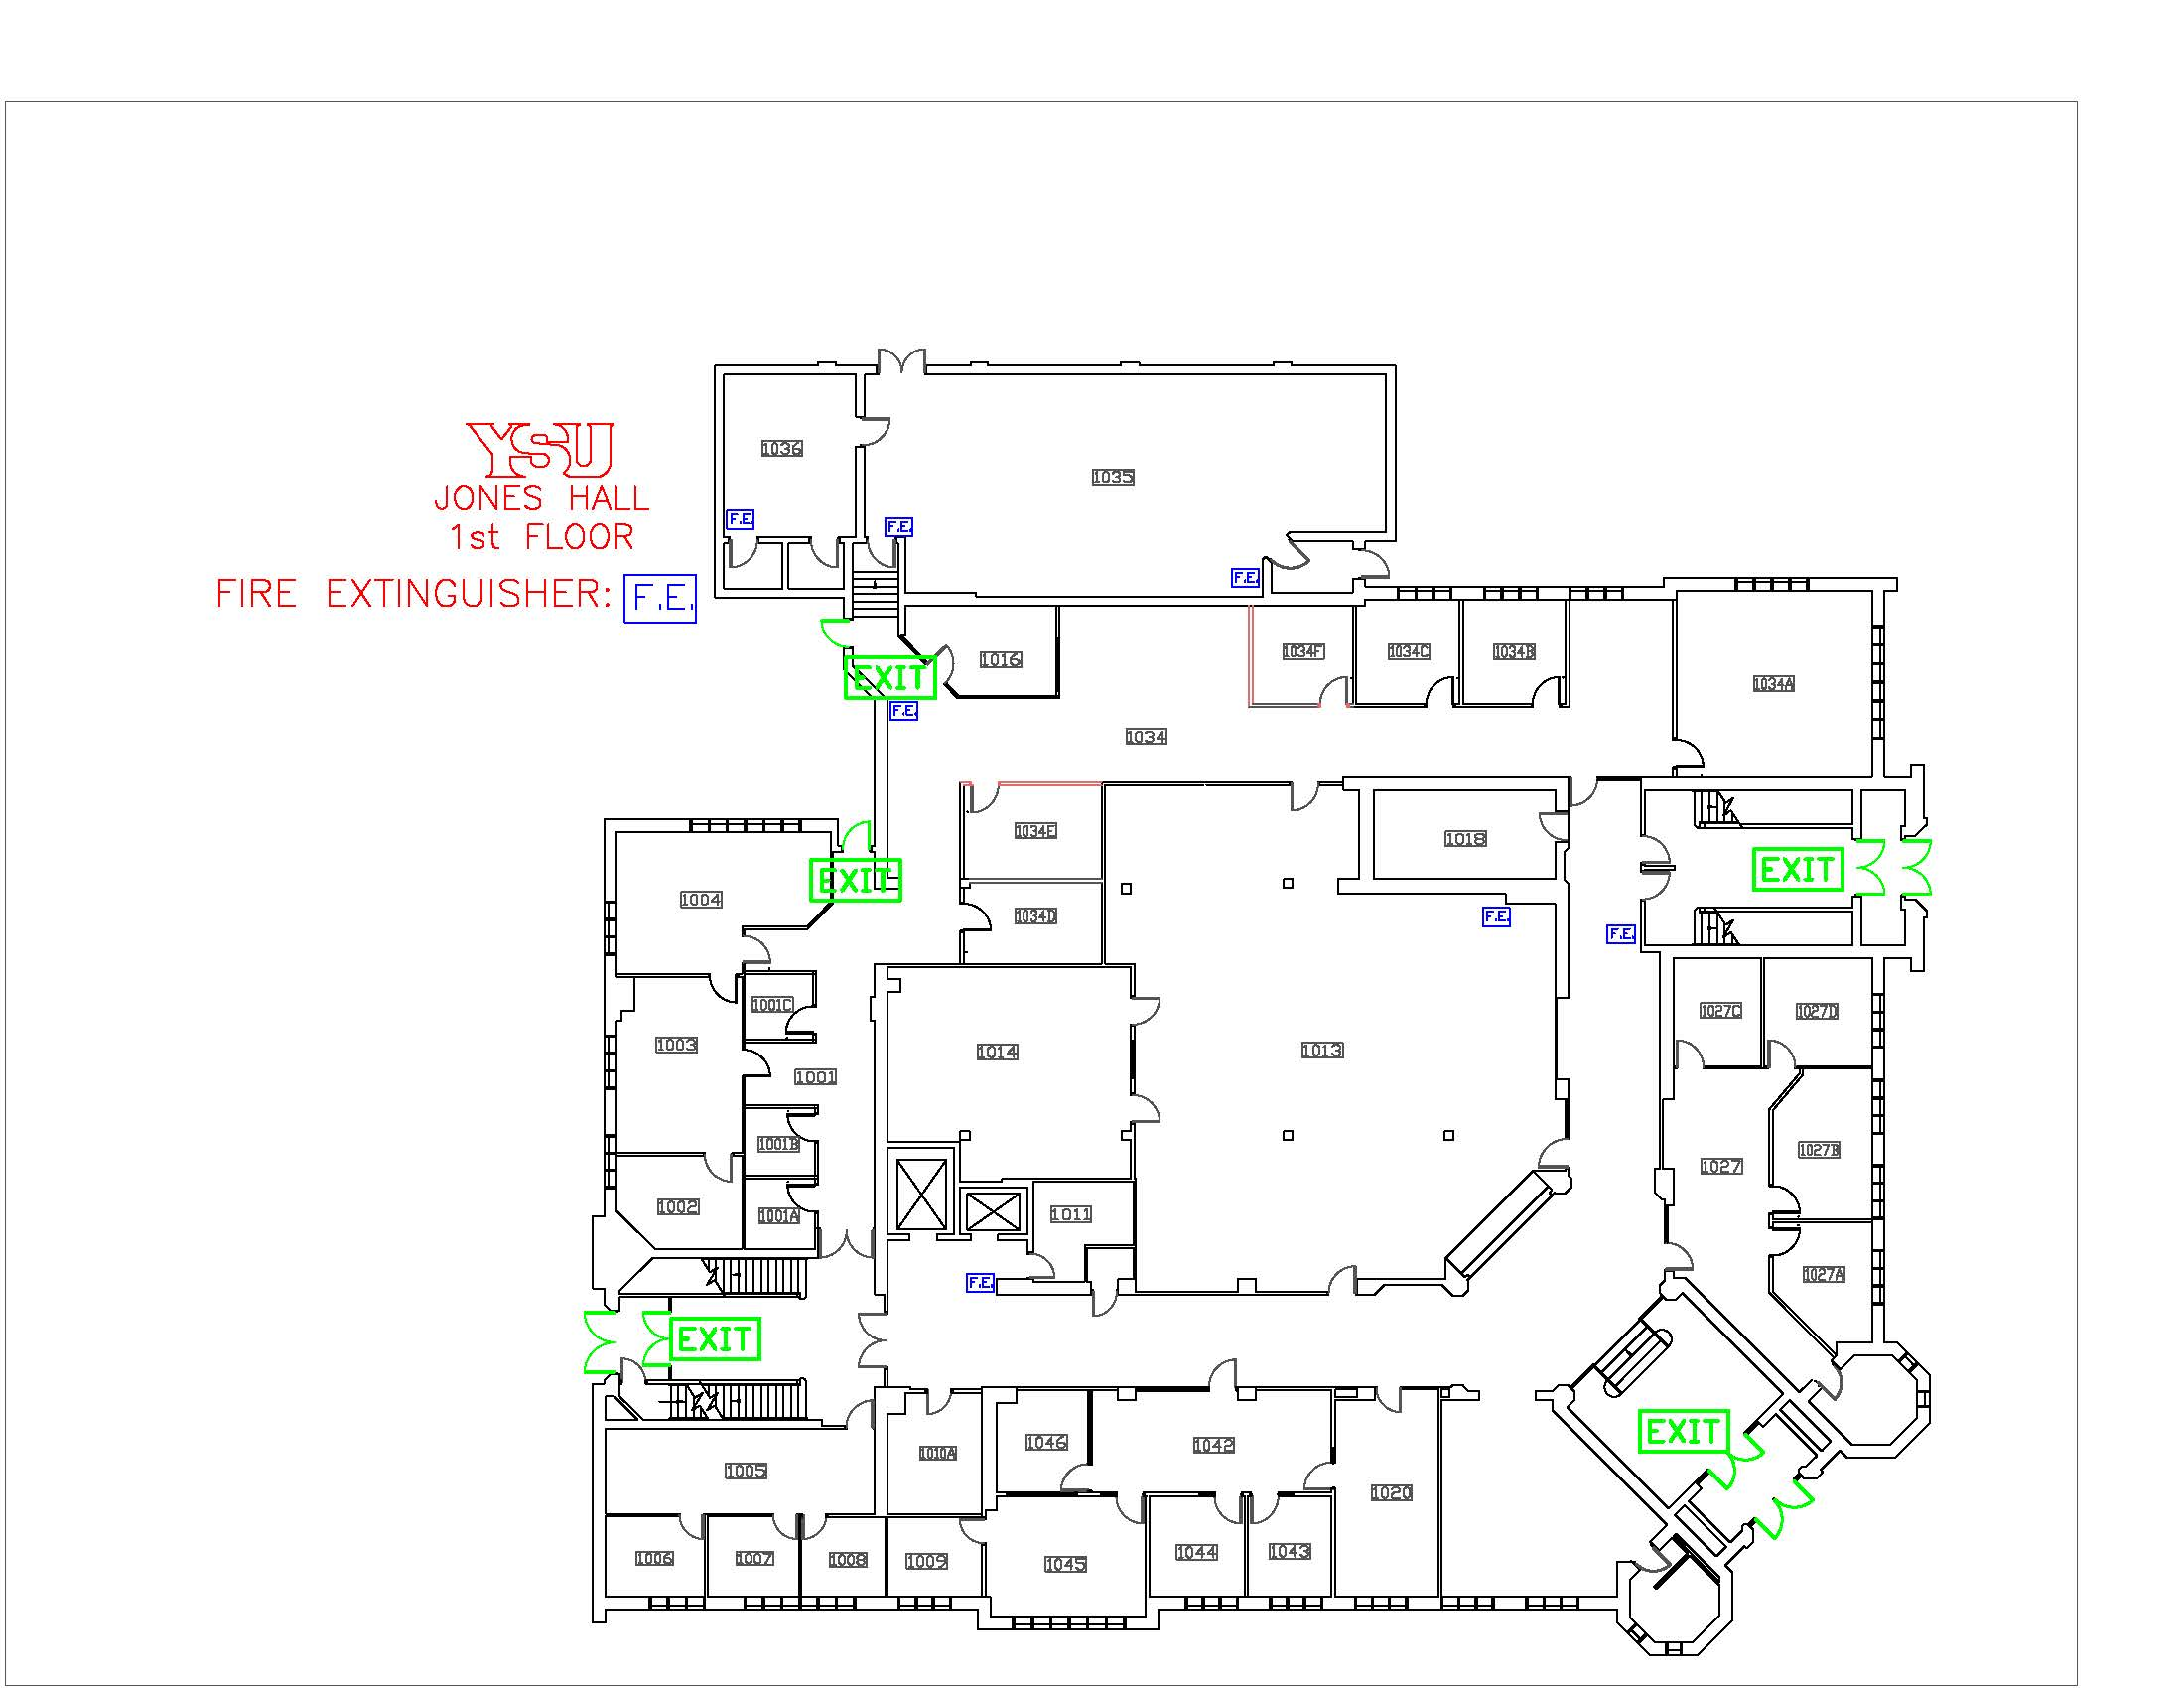 YSU
JONES HALL
1st FLOOR
FIRE EXTINGUISHER: F.E.
1036
1035
F.E.
F.E.
F.E.
1016
1034F
1034C
1034B
1034A
EXIT
F.E.
1034
1034E
1018
EXIT
EXIT
1004
1034D
F.E.
F.E.
1001C
1027C
1027D
1003
1014
1013
1001
1001B
1027B
1027
1002
1001A
1011
F.E.
1027A
EXIT
EXIT
1046
1042
1010A
1005
1020
1006
1007
1008
1009
1045
1044
1043